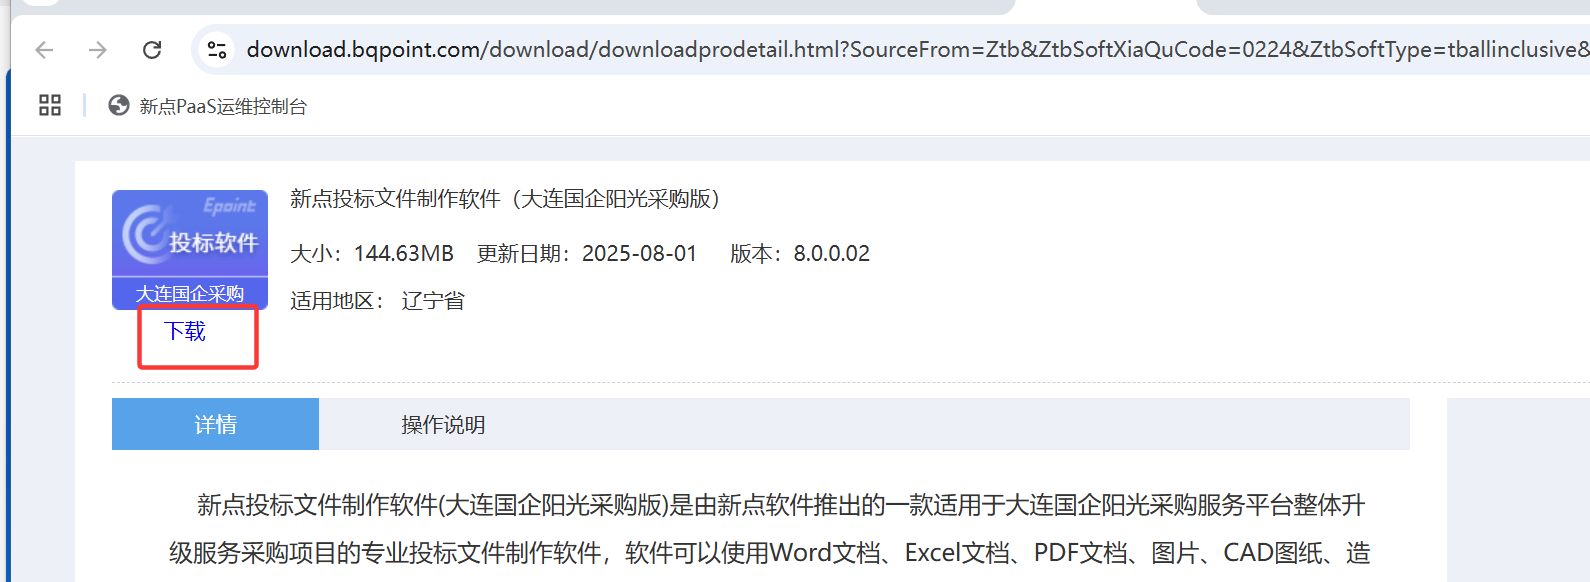 download.bqpoint.com/download/downloadprodetail.html?SourceFrom=Ztb&ZtbSoftXiaQuCode=0224&ZtbSoftType=tballinclusive&
新点PaaS运维控制台
Epoint
投标软件
大连国企采购
下载
新点投标文件制作软件（大连国企阳光采购版）
大小：144.63MB 更新日期：2025-08-01 版本：8.0.0.02
适用地区： 辽宁省
详情 操作说明
新点投标文件制作软件(大连国企阳光采购版)是由新点软件推出的一款适用于大连国企阳光采购服务平台整体升
级服务采购项目的专业投标文件制作软件，软件可以使用Word文档、Excel文档、PDF文档、图片、CAD图纸、造